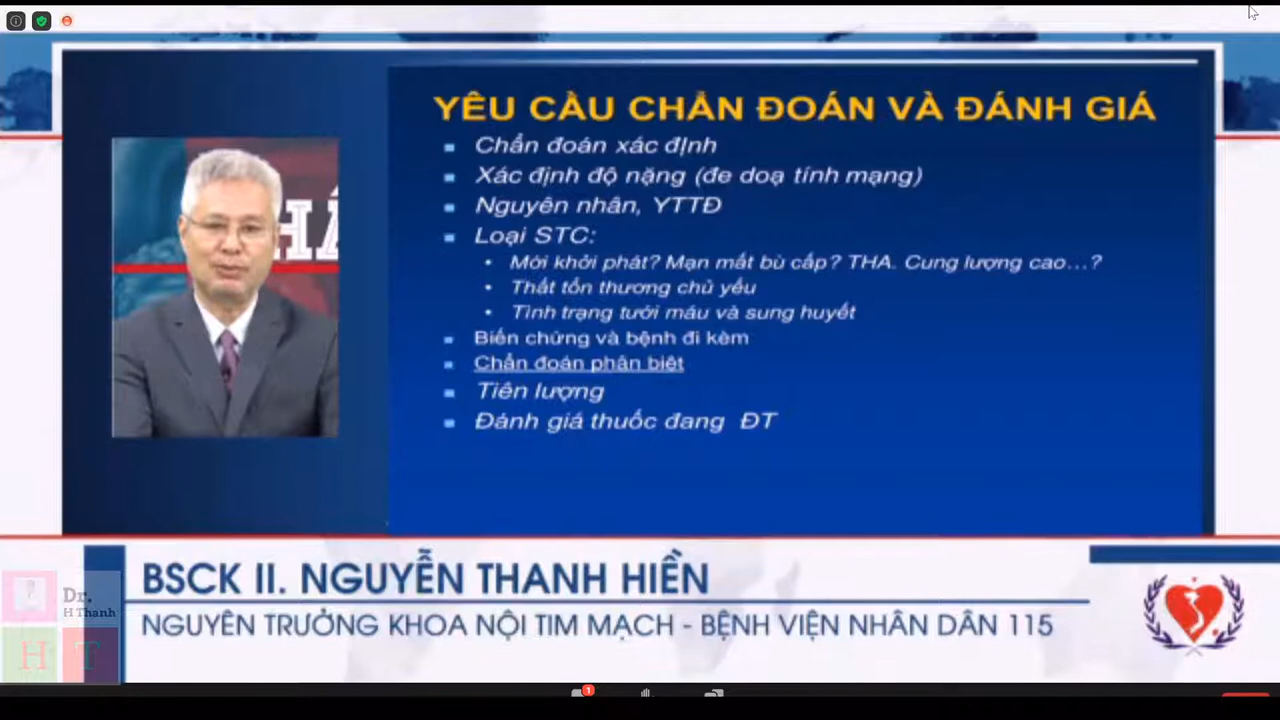 YÊU CẦU CHẨN ĐOÁN VÀ ĐÁNH GIÁ
Chẩn đoán xác định
Xác định độ nặng (đe doạ tính mạng)
Nguyên nhân, YTTĐ
Loại STC:
Mới khởi phát? Mạn mất bù cấp? THA. Cung lượng cao…?
Thất tổn thương chủ yếu
Tình trạng tưới máu và sung huyết
Biến chứng và bệnh đi kèm
Chẩn đoán phân biệt
Tiên lượng
Đánh giá thuốc đang ĐT
HÁ
BSCK II. NGUYỄN THANH HIỀN
NGUYÊN TRƯỞNG KHOA NỘI TIM MẠCH - BỆNH VIỆN NHÂN DÂN 115
Dr.
H Thanh
H T
1